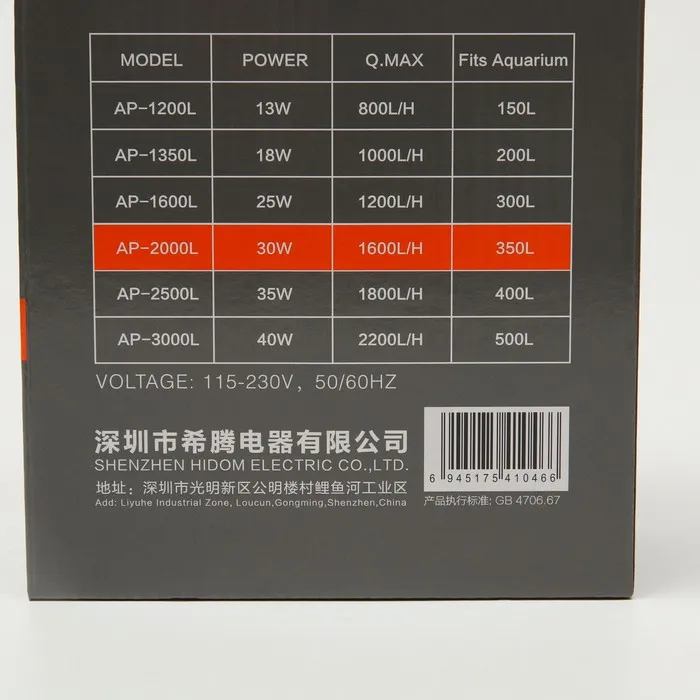 MODEL POWER Q.MAX Fits Aquarium
AP-1200L 13W 800L/H 150L
AP-1350L 18W 1000L/H 200L
AP-1600L 25W 1200L/H 300L
AP-2000L 30W 1600L/H 350L
AP-2500L 35W 1800L/H 400L
AP-3000L 40W 2200L/H 500L
VOLTAGE: 115-230V, 50/60HZ
深圳市希腾电器有限公司
SHENZHEN HIDOM ELECTRIC CO.,LTD.
地址: 深圳市光明新区公明楼村鲤鱼河工业区
Add: Liyuhe Industrial Zone, Loucun,Gongming,Shenzhen,China
6 945175 410466
产品执行标准: GB 4706.67